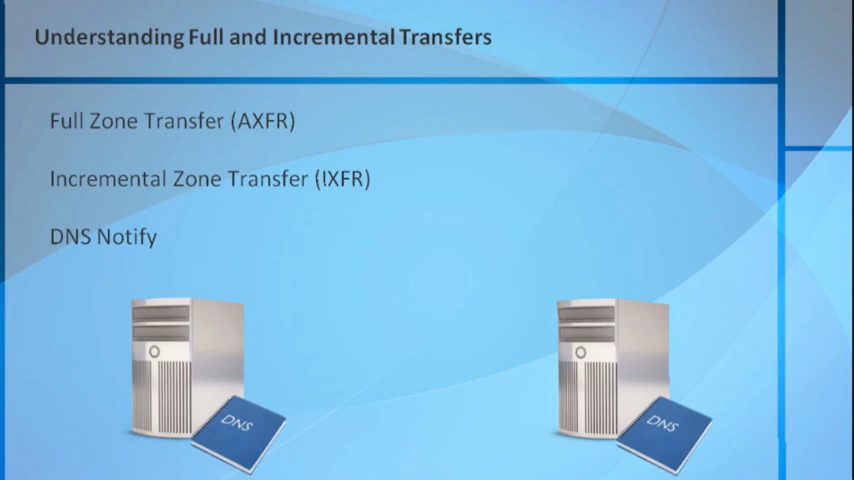 Understanding Full and Incremental Transfers
Full Zone Transfer (AXFR)
Incremental Zone Transfer (IXFR)
DNS Notify
DNS
DNS